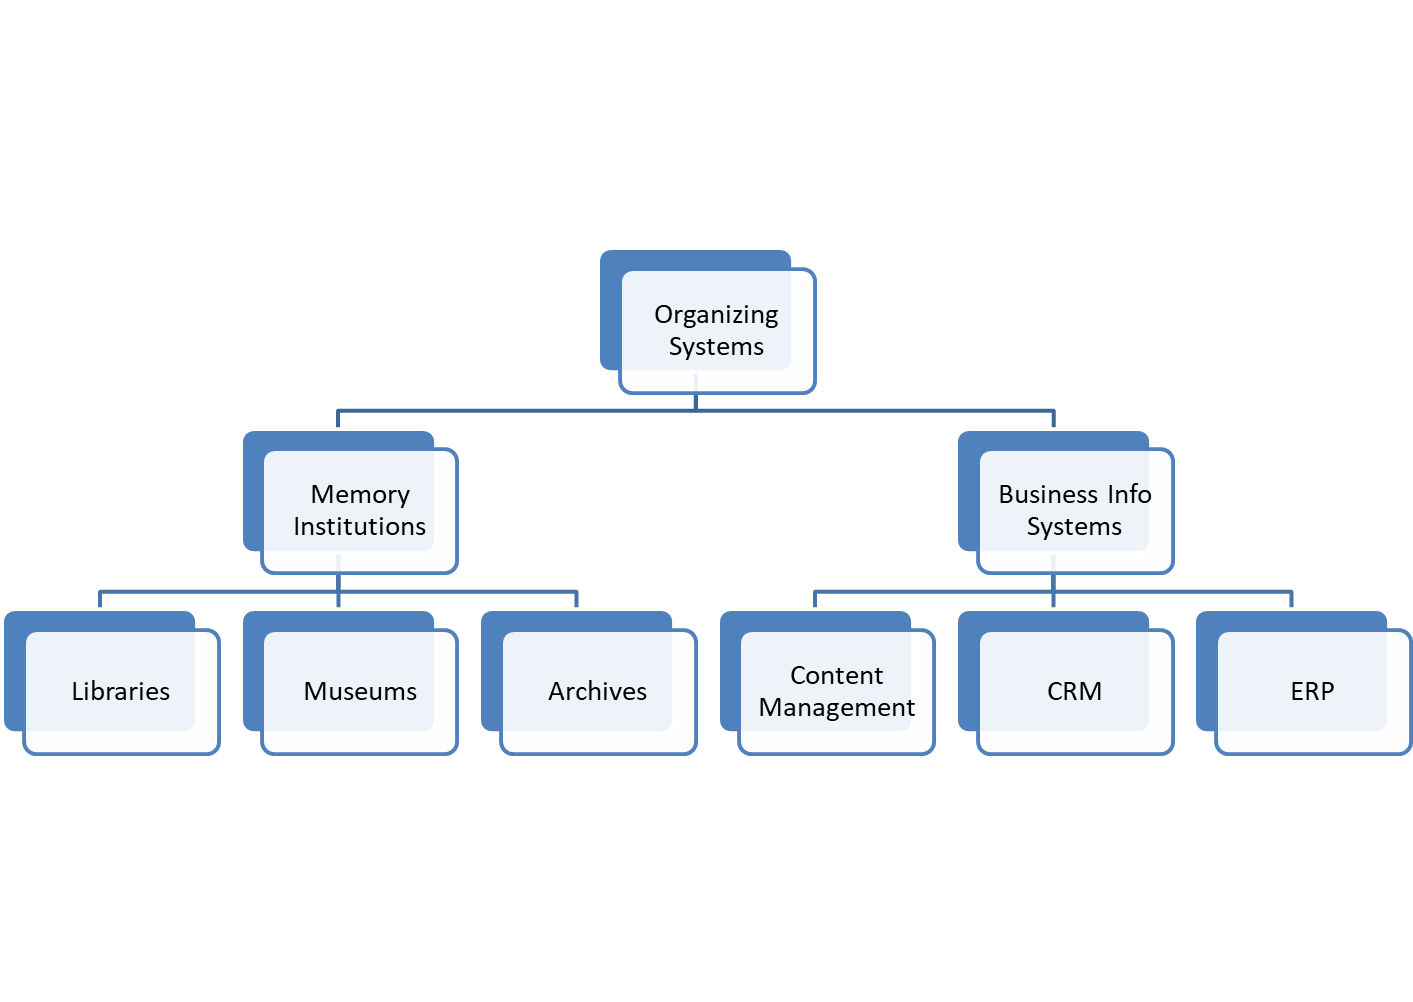 Organizing
Systems
Memory
Institutions
Business Info
Systems
Libraries
Museums
Archives
Content
Management
CRM
ERP